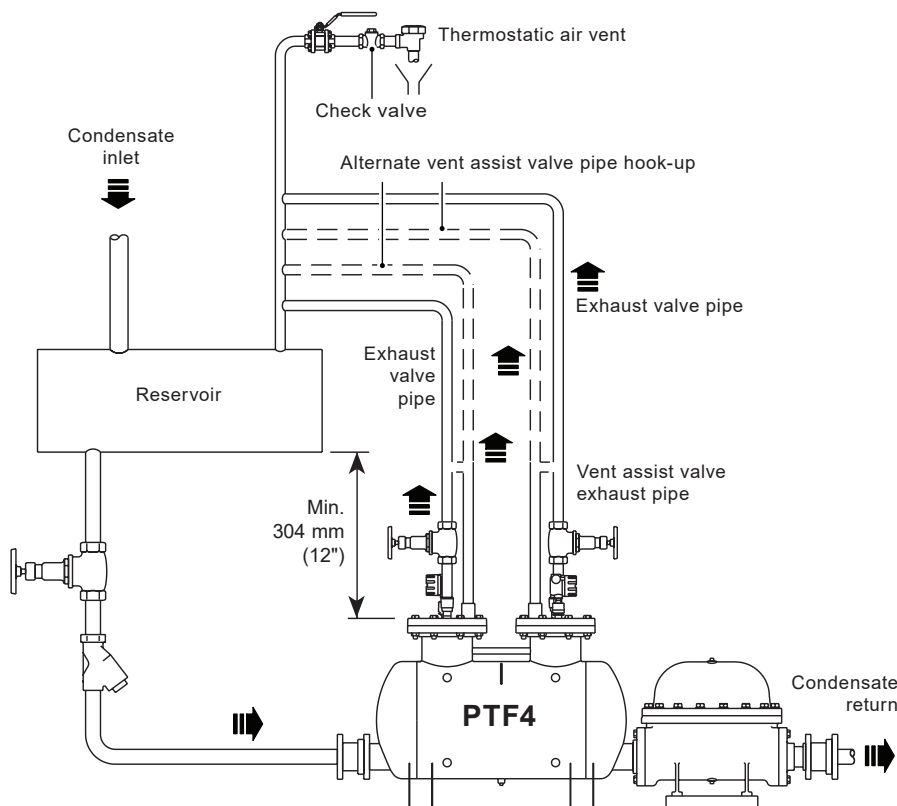 Thermostatic air vent
Check valve
Condensate
inlet
Alternate vent assist valve pipe hook-up
Exhaust valve pipe
Exhaust
valve
pipe
Reservoir
Vent assist valve
exhaust pipe
Min.
304 mm
(12")
PTF4
Condensate
return